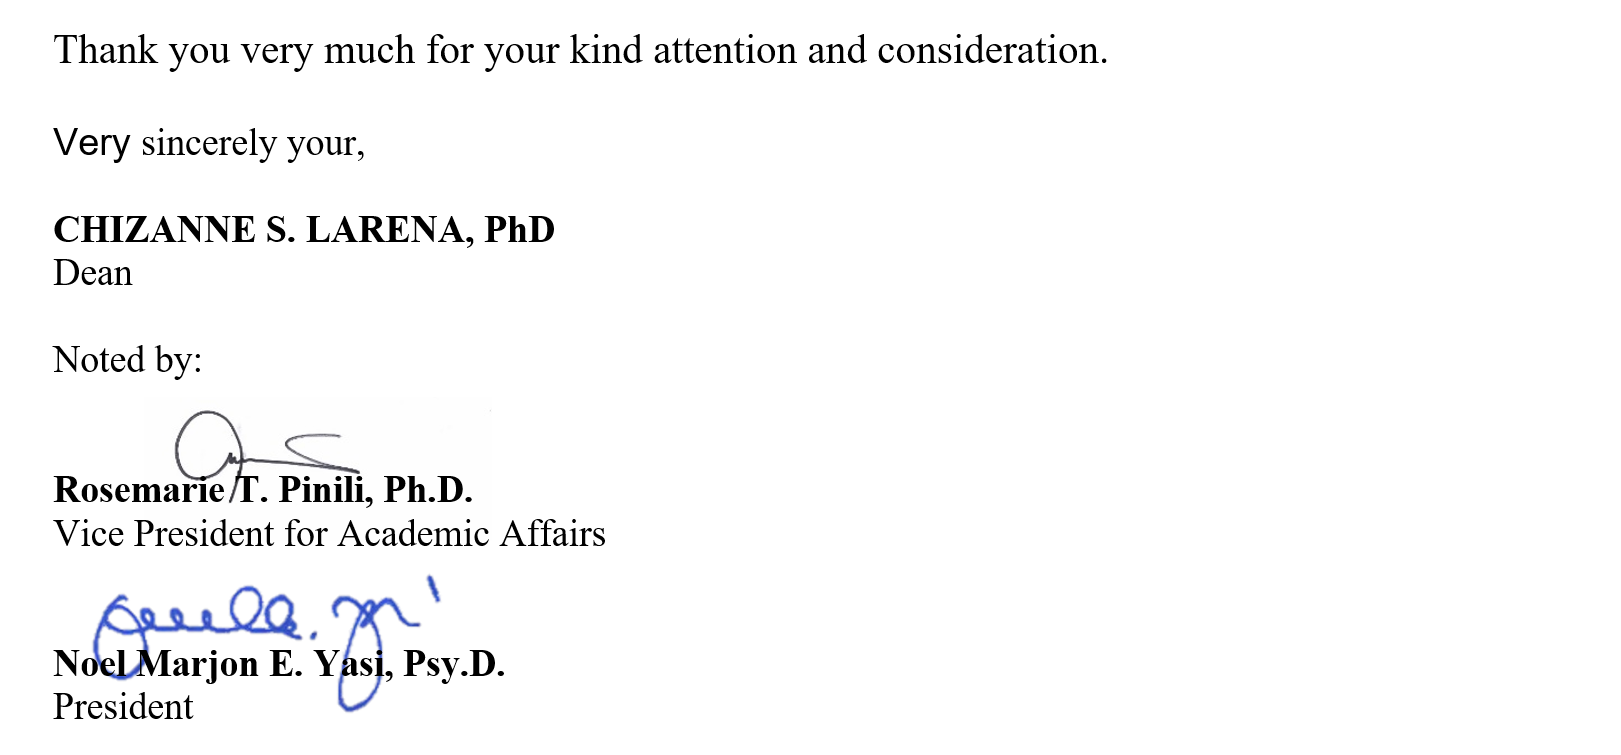 Thank you very much for your kind attention and consideration.
Very sincerely your,
CHIZANNE S. LARENA, PhD
Dean
Noted by:
Rosemarie T. Pinili, Ph.D.
Vice President for Academic Affairs
Noel Marjon E. Yasi, Psy.D.
President